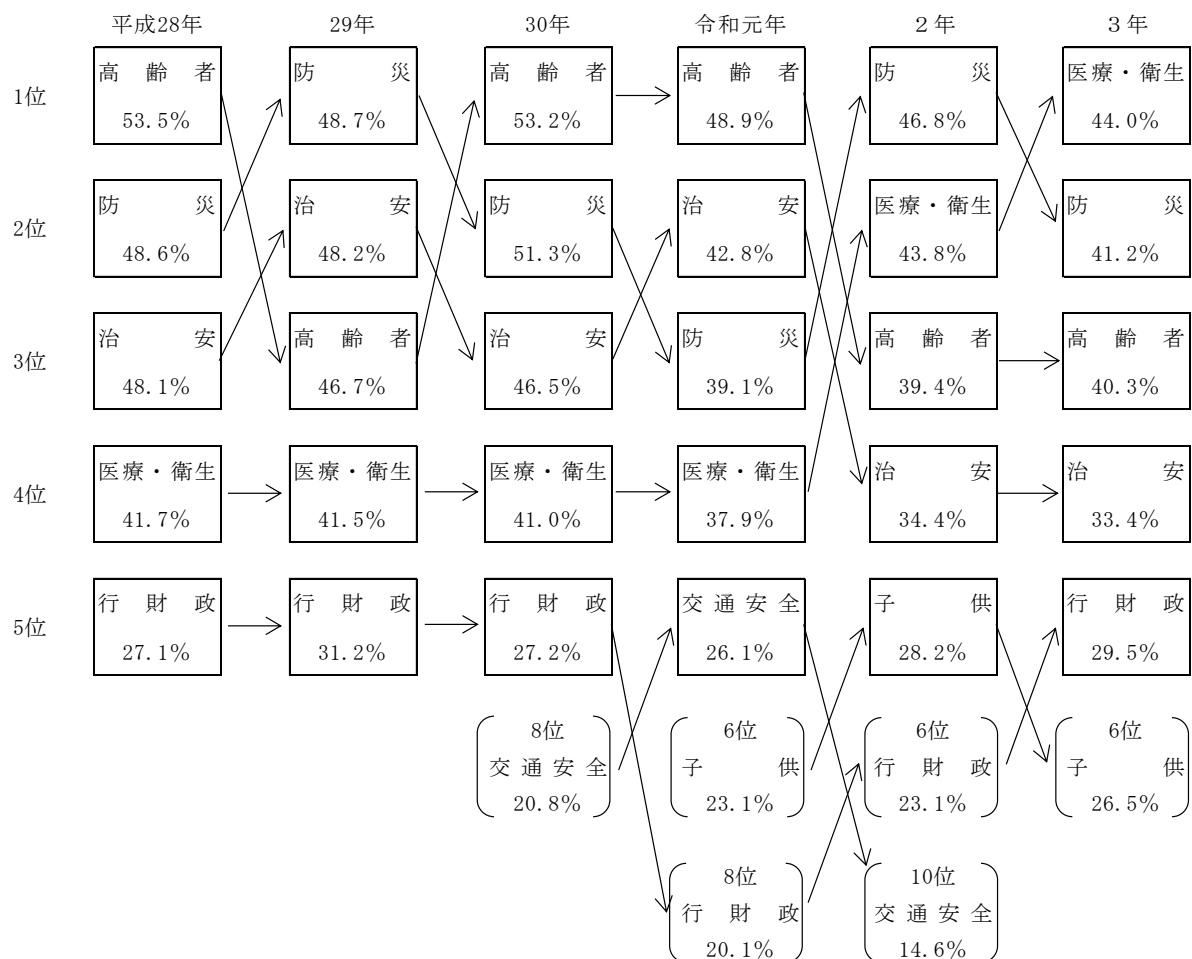 平成28年 29年 30年 令和元年 2年 3年
1位
高齢者 防災 高齢者 高齢者 防災 医療・衛生
53.5% 48.7% 53.2% 48.9% 46.8% 44.0%
2位
防災 治安 防災 治安 医療・衛生 防災
48.6% 48.2% 51.3% 42.8% 43.8% 41.2%
3位
治安 高齢者 治安 防災 高齢者 高齢者
48.1% 46.7% 46.5% 39.1% 39.4% 40.3%
4位
医療・衛生 医療・衛生 医療・衛生 医療・衛生 治安 治安
41.7% 41.5% 41.0% 37.9% 34.4% 33.4%
5位
行財政 行財政 行財政 交通安全 子供 行財政
27.1% 31.2% 27.2% 26.1% 28.2% 29.5%
8位 6位 6位 6位
交通安全 子供 行財政 子供
20.8% 23.1% 23.1% 26.5%
8位 10位
行財政 交通安全
20.1% 14.6%